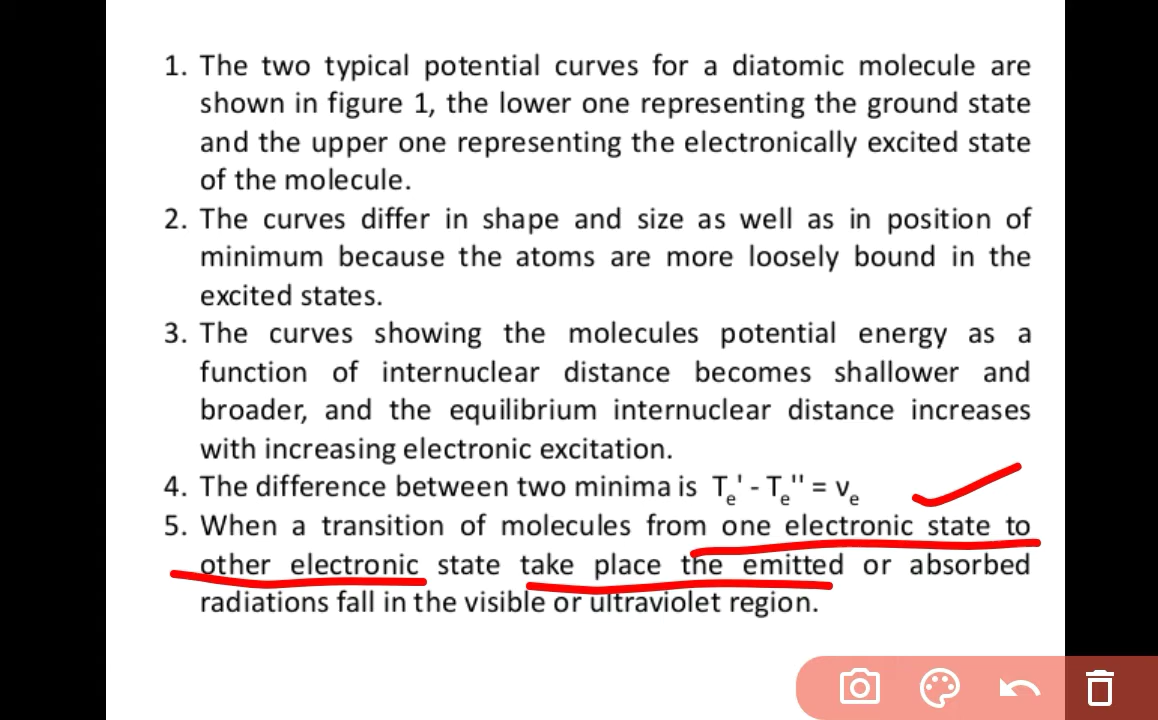 1. The two typical potential curves for a diatomic molecule are
shown in figure 1, the lower one representing the ground state
and the upper one representing the electronically excited state
of the molecule.
2. The curves differ in shape and size as well as in position of
minimum because the atoms are more loosely bound in the
excited states.
3. The curves showing the molecules potential energy as a
function of internuclear distance becomes shallower and
broader, and the equilibrium internuclear distance increases
with increasing electronic excitation.
4. The difference between two minima is Te' - Te'' = νe
5. When a transition of molecules from one electronic state to
other electronic state take place the emitted or absorbed
radiations fall in the visible or ultraviolet region.